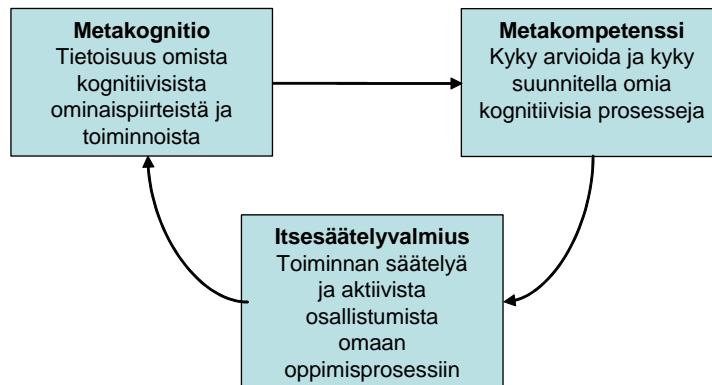 Metakognitio
Tietoisuus omista
kognitiivisista
ominaispiirteistä ja
toiminnoista
Metakompetenssi
Kyky arvioida ja kyky
suunnitella omia
kognitiivisia prosesseja
Itsesäätelyvalmius
Toiminnan säätelyä
ja aktiivista
osallistumista
omaan
oppimisprosessiin